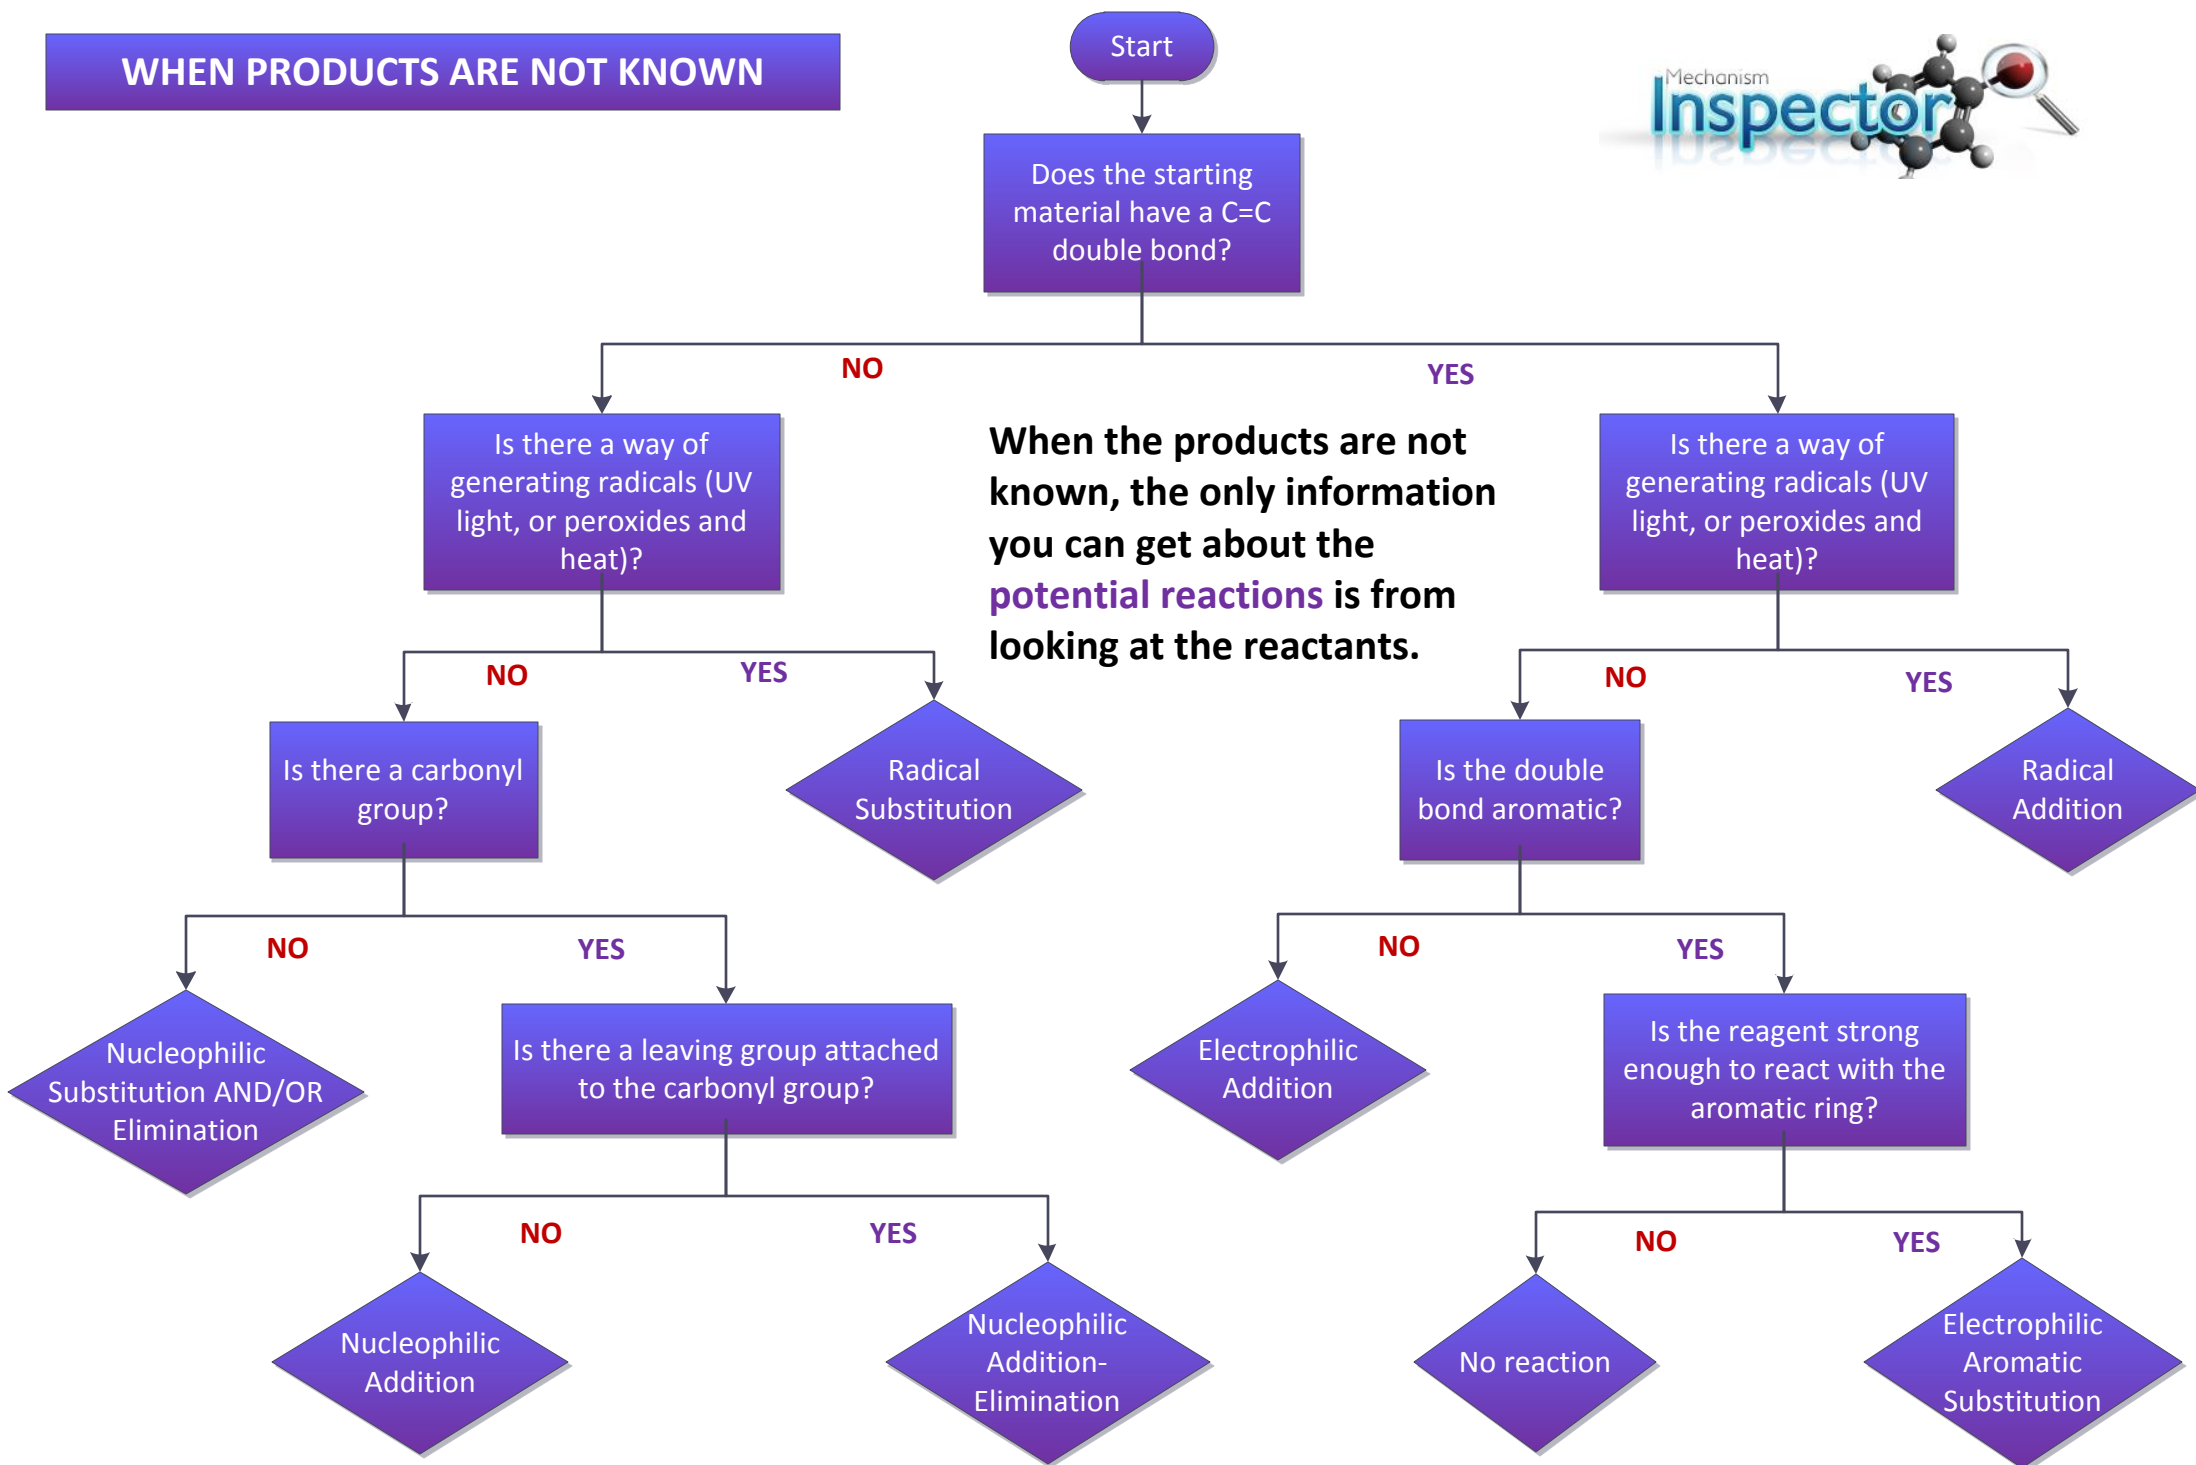 WHEN PRODUCTS ARE NOT KNOWN
Start
Mechanism
Inspector
Does the starting
material have a C=C
double bond?
NO
YES
Is there a way of
generating radicals (UV
light, or peroxides and
heat)?
When the products are not
known, the only information
you can get about the
potential reactions is from
looking at the reactants.
Is there a way of
generating radicals (UV
light, or peroxides and
heat)?
NO
YES
NO
YES
Is there a carbonyl
group?
Radical
Substitution
Is the double
bond aromatic?
Radical
Addition
NO
YES
NO
YES
Nucleophilic
Substitution AND/OR
Elimination
Is there a leaving group attached
to the carbonyl group?
Electrophilic
Addition
Is the reagent strong
enough to react with the
aromatic ring?
NO
YES
NO
YES
Nucleophilic
Addition
Nucleophilic
Addition-
Elimination
No reaction
Electrophilic
Aromatic
Substitution